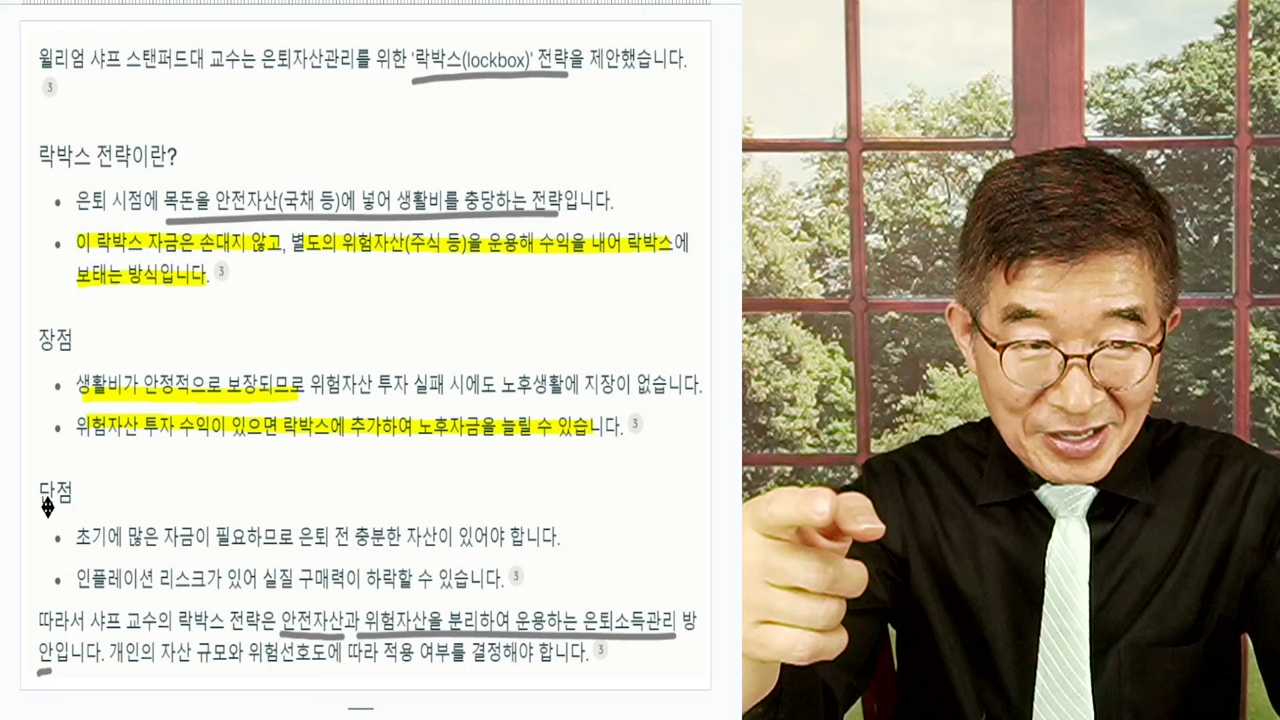 윌리엄 샤프 스탠퍼드대 교수는 은퇴자산관리를 위한 '락박스(lockbox)' 전략을 제안했습니다.
3
락박스 전략이란?
• 은퇴 시점에 목돈을 안전자산(국채 등)에 넣어 생활비를 충당하는 전략입니다.
• 이 락박스 자금은 손대지 않고, 별도의 위험자산(주식 등)을 운용해 수익을 내어 락박스에
보태는 방식입니다. 3
장점
• 생활비가 안정적으로 보장되므로 위험자산 투자 실패 시에도 노후생활에 지장이 없습니다.
• 위험자산 투자 수익이 있으면 락박스에 추가하여 노후자금을 늘릴 수 있습니다. 3
단점
• 초기에 많은 자금이 필요하므로 은퇴 전 충분한 자산이 있어야 합니다.
• 인플레이션 리스크가 있어 실질 구매력이 하락할 수 있습니다. 3
따라서 샤프 교수의 락박스 전략은 안전자산과 위험자산을 분리하여 운용하는 은퇴소득관리 방
안입니다. 개인의 자산 규모와 위험선호도에 따라 적용 여부를 결정해야 합니다. 3